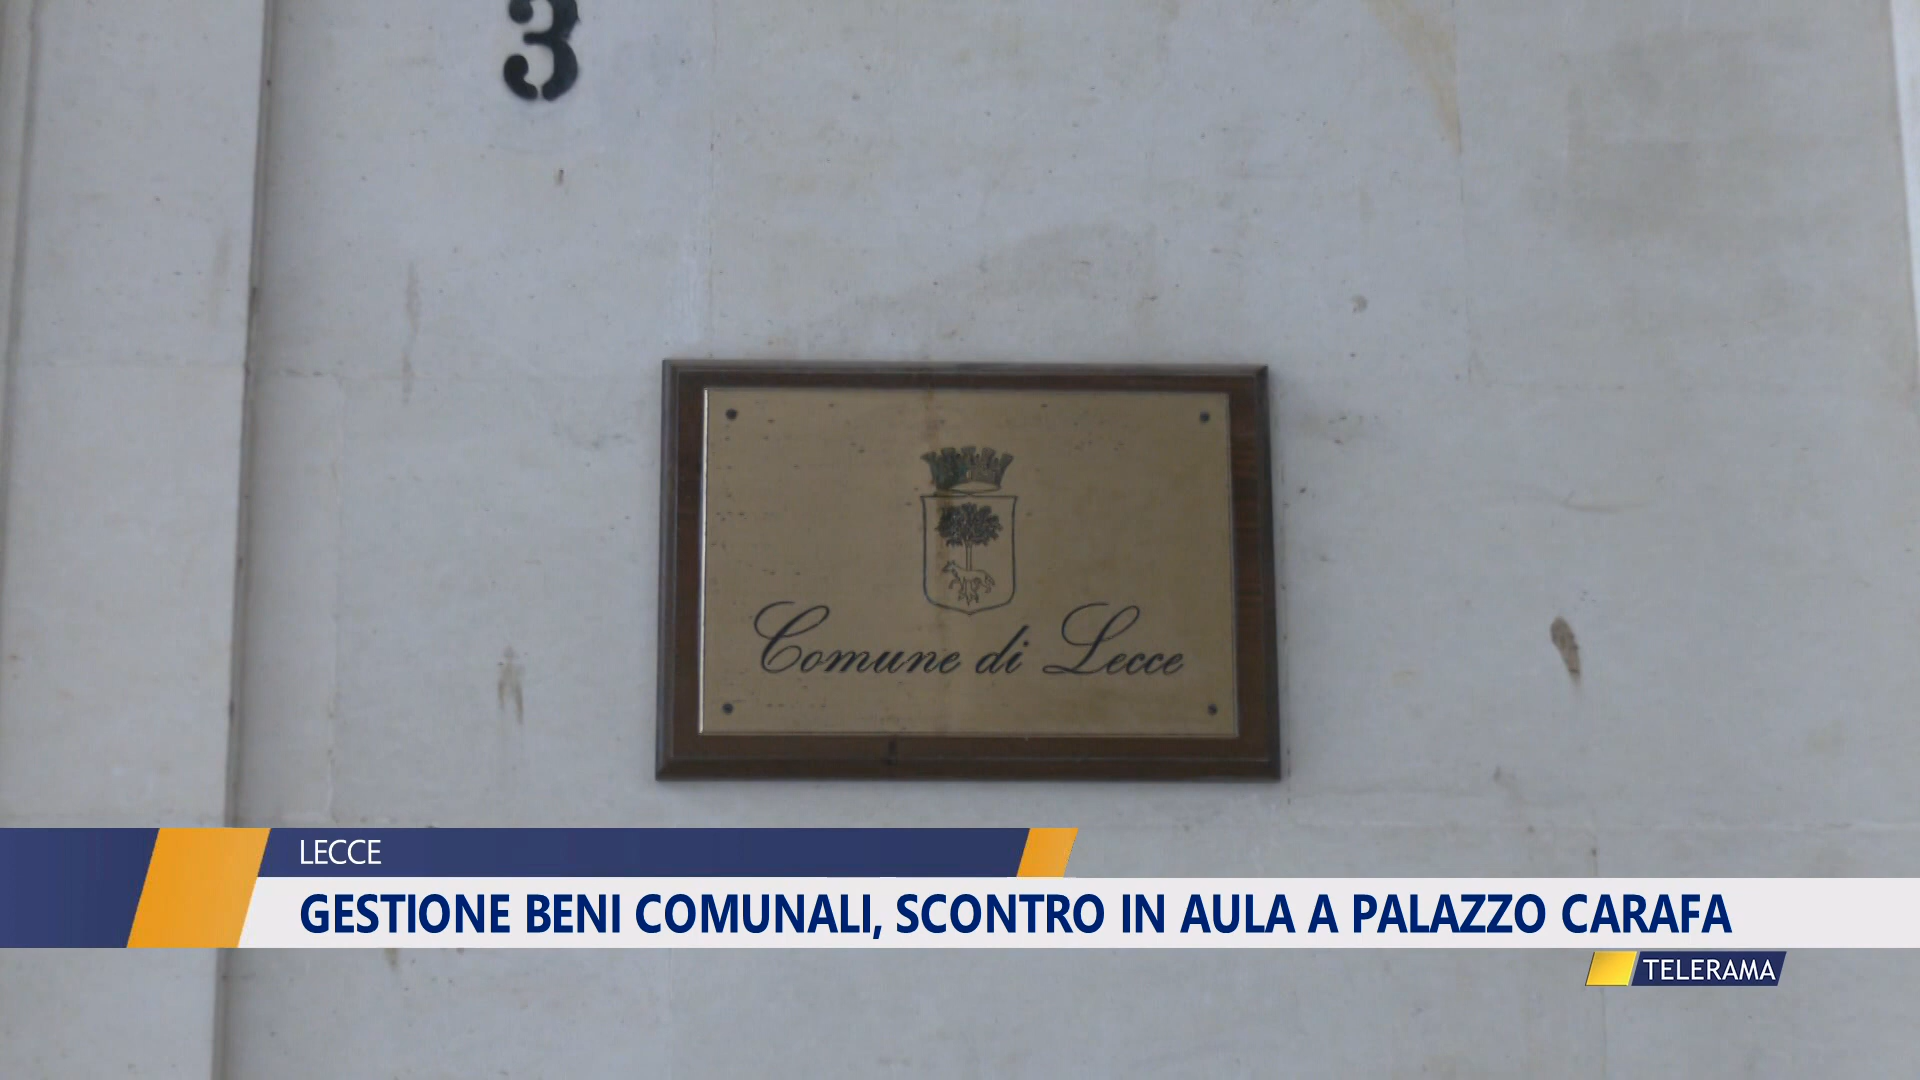 3
Comune di Lecce
LECCE
GESTIONE BENI COMUNALI, SCONTRO IN AULA A PALAZZO CARAFA
TELERAMA